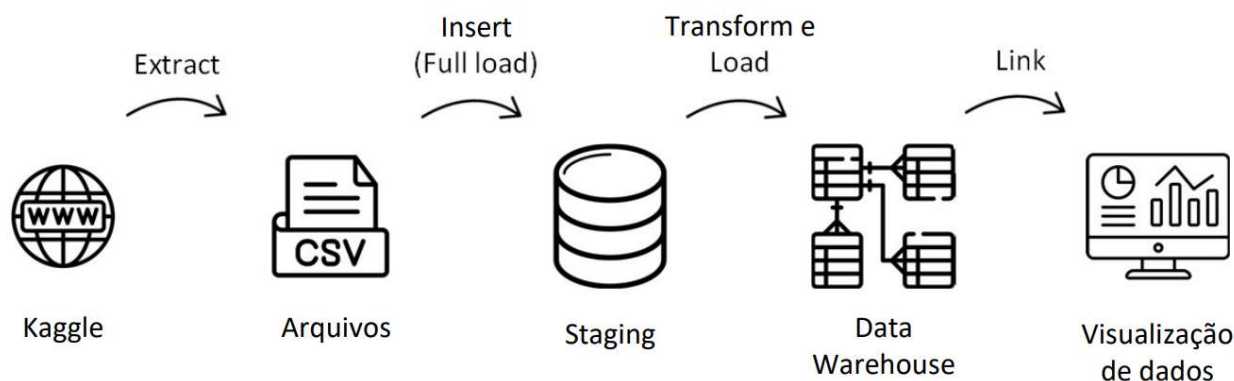 Extract
Insert
(Full load)
Transform e
Load
Link
WWW
CSV
Kaggle
Arquivos
Staging
Data
Warehouse
Visualização
de dados